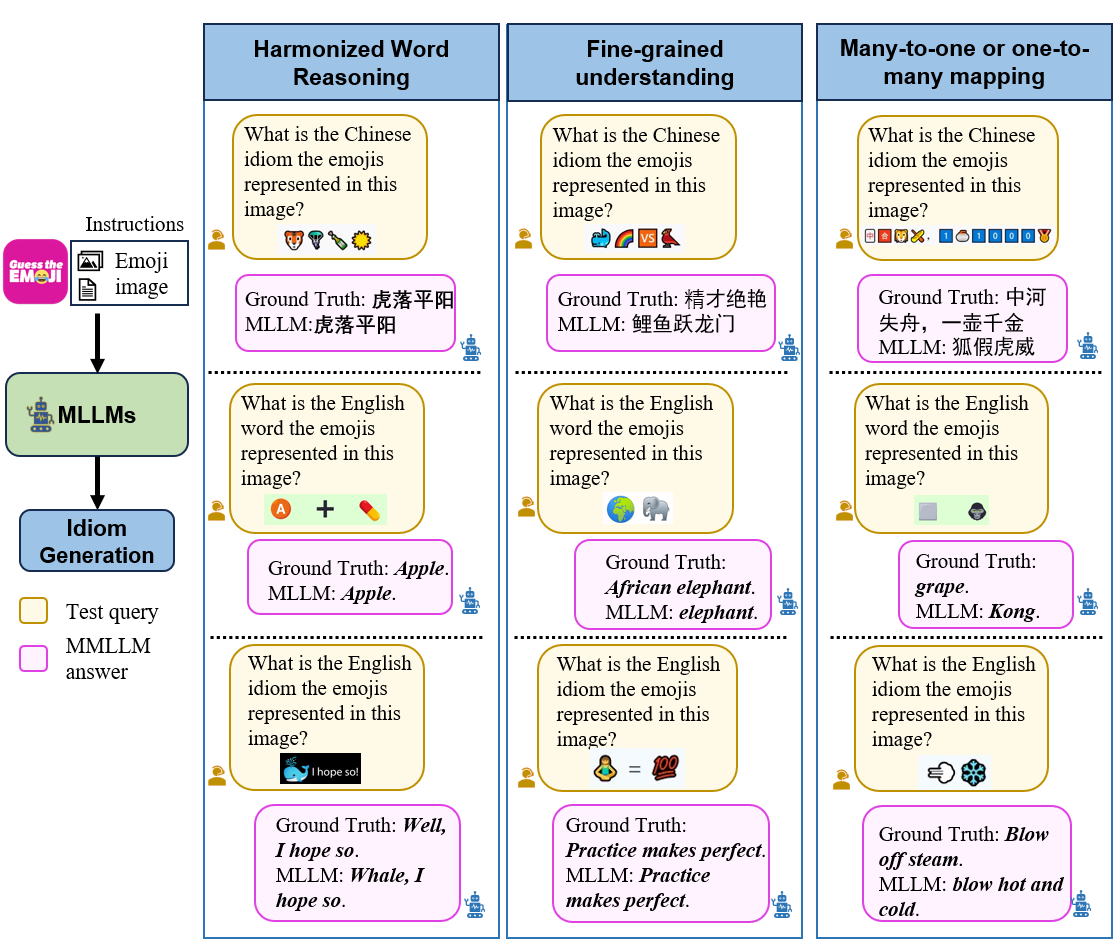 Instructions
Guess the
EMOJI
Emoji
image
MLLMs
Idiom
Generation
Test query
MMLLM
answer
Harmonized Word
Reasoning
What is the Chinese
idiom the emojis
represented in this
image?
Ground Truth: 虎落平阳
MLLM:虎落平阳
What is the English
word the emojis
represented in this
image?
A
Ground Truth: Apple.
MLLM: Apple.
What is the English
idiom the emojis
represented in this
image?
I hope so!
Ground Truth: Well,
I hope so.
MLLM: Whale, I
hope so.
Fine-grained
understanding
What is the Chinese
idiom the emojis
represented in this
image?
VS
Ground Truth: 精才绝艳
MLLM: 鲤鱼跃龙门
What is the English
word the emojis
represented in this
image?
Ground Truth:
African elephant.
MLLM: elephant.
What is the English
idiom the emojis
represented in this
image?
= 100
Ground Truth:
Practice makes perfect.
MLLM: Practice
makes perfect.
Many-to-one or one-to-
many mapping
What is the Chinese
idiom the emojis
represented in this
image?
中 , 1 1 0 0 0
Ground Truth: 中河
失舟，一壶千金
MLLM: 狐假虎威
What is the English
word the emojis
represented in this
image?
Ground Truth:
grape.
MLLM: Kong.
What is the English
idiom the emojis
represented in this
image?
Ground Truth: Blow
off steam.
MLLM: blow hot and
cold.